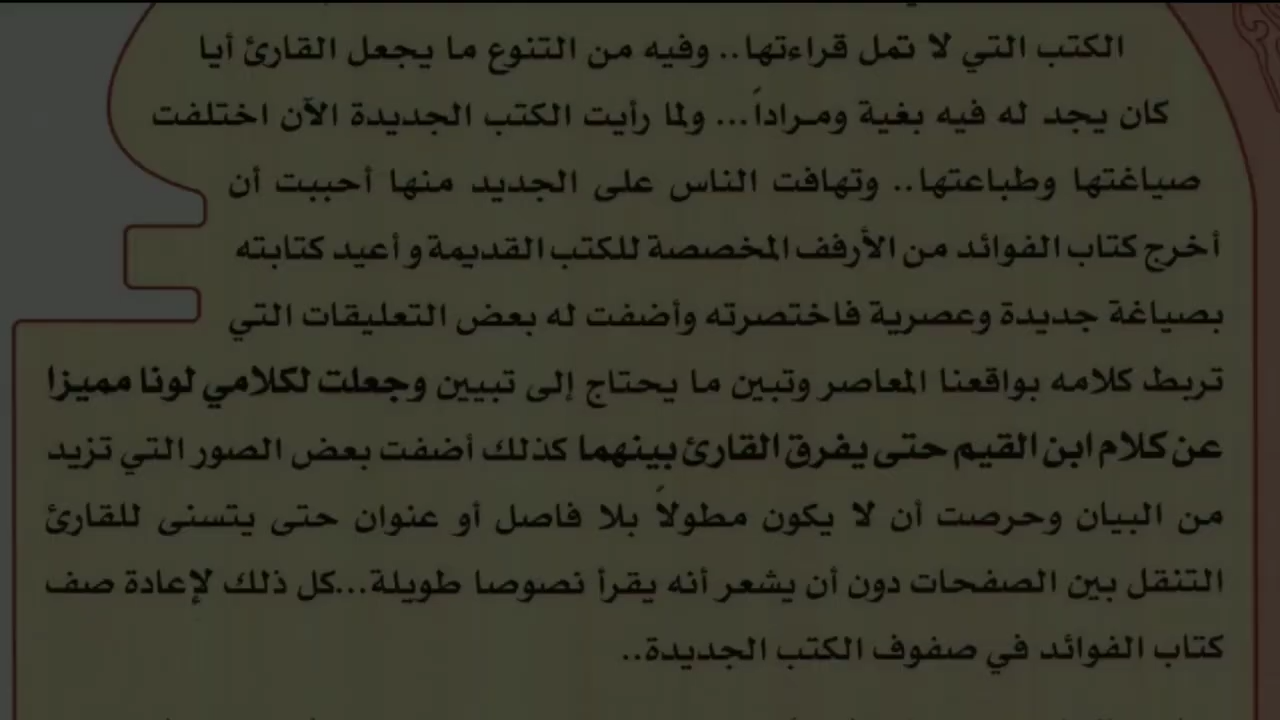 الكتب التي لا تمل قراءتها.. وفيه من التنوع ما يجعل القارئ أيا
كان يجد له فيه بغية ومراداً... ولما رأيت الكتب الجديدة الآن اختلفت
صياغتها وطباعتها.. وتهافت الناس على الجديد منها أحببت أن
أخرج كتاب الفوائد من الأرفف المخصصة للكتب القديمة و أعيد كتابته
بصياغة جديدة وعصرية فاختصرته وأضفت له بعض التعليقات التي
تربط كلامه بواقعنا المعاصر وتبين ما يحتاج إلى تبيين وجعلت لكلامي لونا مميزا
عن كلام ابن القيم حتى يفرق القارئ بينهما كذلك أضفت بعض الصور التي تزيد
من البيان وحرصت أن لا يكون مطولاً بلا فاصل أو عنوان حتى يتسنى للقارئ
التنقل بين الصفحات دون أن يشعر أنه يقرأ نصوصا طويلة...كل ذلك لإعادة صف
كتاب الفوائد في صفوف الكتب الجديدة..